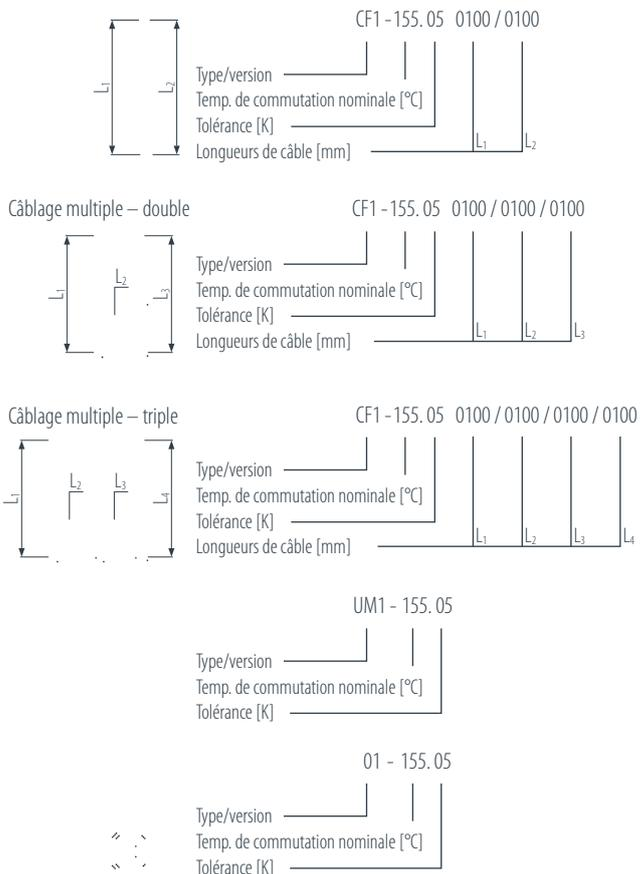 CF1 -155. 05 0100 / 0100
L1 L2
Type/version
Temp. de commutation nominale [°C]
Tolérance [K]
Longueurs de câble [mm]
L1 L2
Câblage multiple – double
CF1 -155. 05 0100 / 0100 / 0100
L1 L2 L3
Type/version
Temp. de commutation nominale [°C]
Tolérance [K]
Longueurs de câble [mm]
L1 L2 L3
Câblage multiple – triple
CF1 -155. 05 0100 / 0100 / 0100 / 0100
L1 L2 L3 L4
Type/version
Temp. de commutation nominale [°C]
Tolérance [K]
Longueurs de câble [mm]
L1 L2 L3 L4
UM1 - 155. 05
Type/version
Temp. de commutation nominale [°C]
Tolérance [K]
01 - 155. 05
Type/version
Temp. de commutation nominale [°C]
Tolérance [K]